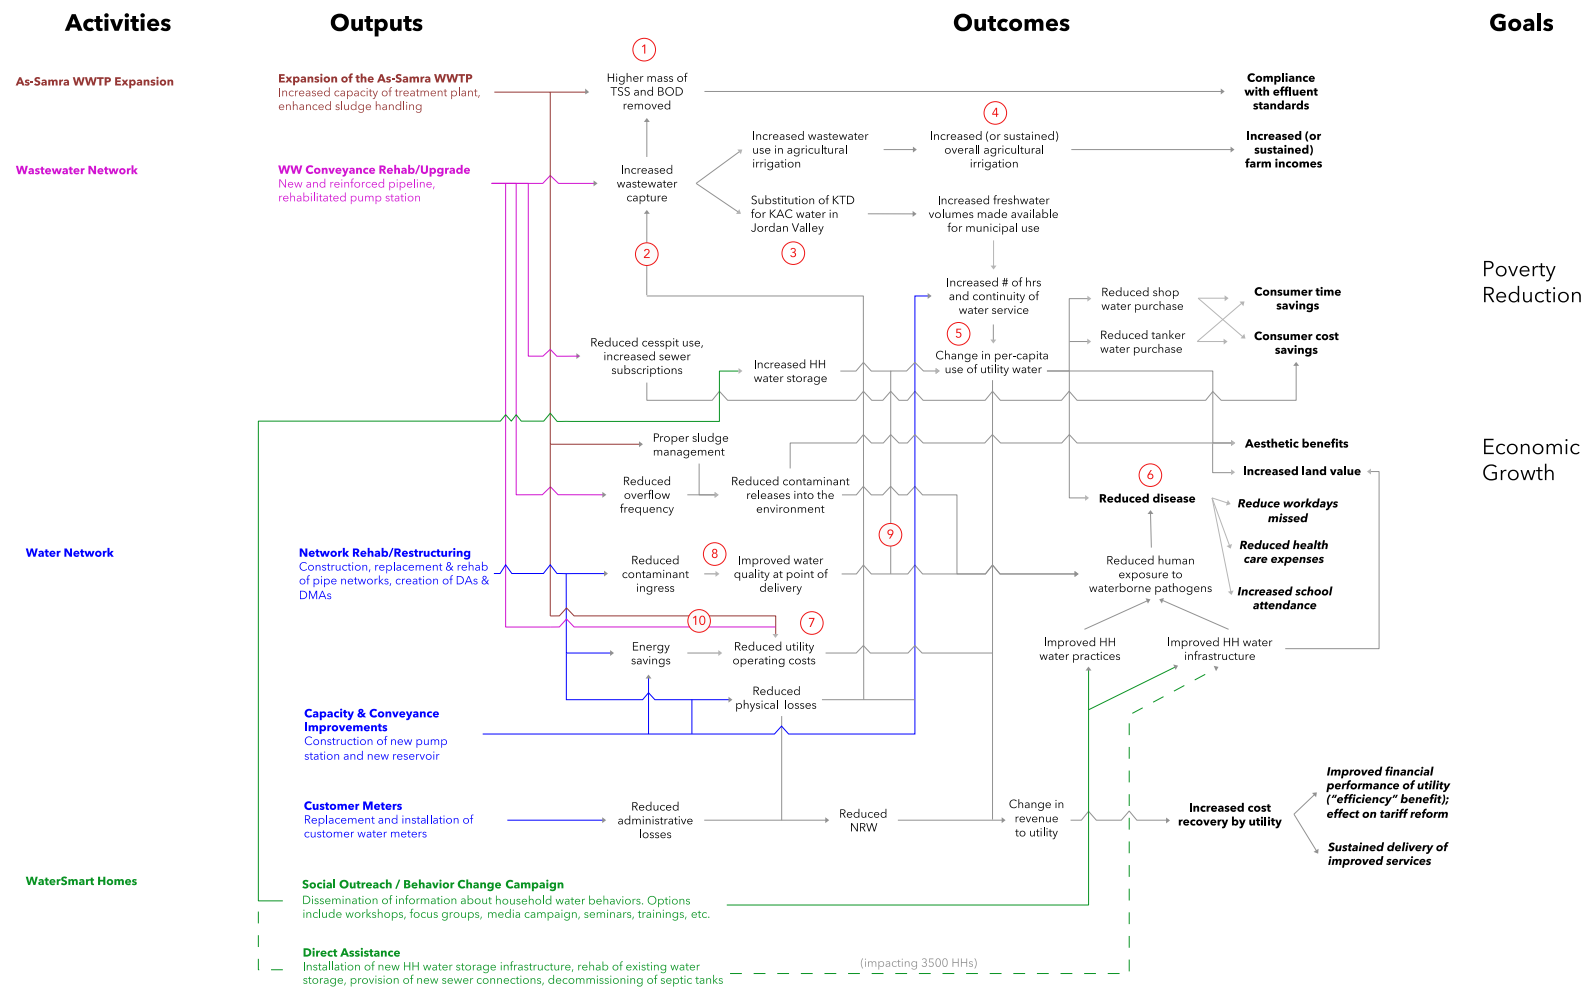 Activities
Outputs
Outcomes
Goals
As-Samra WWTP Expansion
Expansion of the As-Samra WWTP
Increased capacity of treatment plant,
enhanced sludge handling
1
Higher mass of
TSS and BOD
removed
Compliance
with effluent
standards
4
Increased wastewater
use in agricultural
irrigation
Increased (or sustained)
overall agricultural
irrigation
Increased (or
sustained)
farm incomes
Wastewater Network
WW Conveyance Rehab/Upgrade
New and reinforced pipeline,
rehabilitated pump station
Increased
wastewater
capture
Substitution of KTD
for KAC water in
Jordan Valley
Increased freshwater
volumes made available
for municipal use
2
3
Poverty
Reduction
Increased # of hrs
and continuity of
water service
Reduced shop
water purchase
Consumer time
savings
5
Reduced cesspit use,
increased sewer
subscriptions
Increased HH
water storage
Change in per-capita
use of utility water
Reduced tanker
water purchase
Consumer cost
savings
Proper sludge
management
Aesthetic benefits
Economic
Growth
Increased land value
Reduced
overflow
frequency
Reduced contaminant
releases into the
environment
6
Reduced disease
Reduce workdays
missed
9
Reduced health
care expenses
Increased school
attendance
Water Network
Network Rehab/Restructuring
Construction, replacement & rehab
of pipe networks, creation of DAs &
DMAs
Reduced
contaminant
ingress
8
Improved water
quality at point of
delivery
Reduced human
exposure to
waterborne pathogens
10
7
Energy
savings
Reduced utility
operating costs
Improved HH
water practices
Improved HH water
infrastructure
Reduced
physical losses
Capacity & Conveyance
Improvements
Construction of new pump
station and new reservoir
Customer Meters
Replacement and installation of
customer water meters
Reduced
administrative
losses
Reduced
NRW
Change in
revenue
to utility
Increased cost
recovery by utility
Improved financial
performance of utility
(“efficiency” benefit);
effect on tariff reform
Sustained delivery of
improved services
WaterSmart Homes
Social Outreach / Behavior Change Campaign
Dissemination of information about household water behaviors. Options
include workshops, focus groups, media campaign, seminars, trainings, etc.
Direct Assistance
Installation of new HH water storage infrastructure, rehab of existing water
storage, provision of new sewer connections, decommissioning of septic tanks
(impacting 3500 HHs)